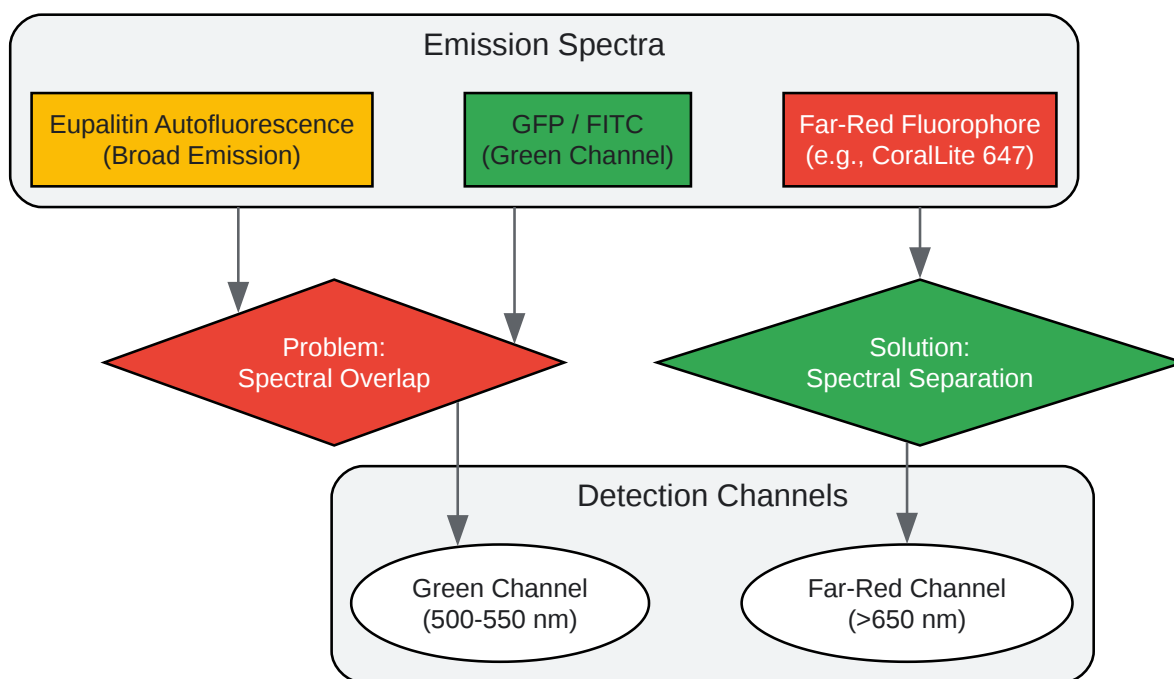 Emission Spectra
Eupalitin Autofluorescence
(Broad Emission)
GFP / FITC
(Green Channel)
Far-Red Fluorophore
(e.g., CoralLite 647)
Problem:
Spectral Overlap
Solution:
Spectral Separation
Detection Channels
Green Channel
(500-550 nm)
Far-Red Channel
(>650 nm)